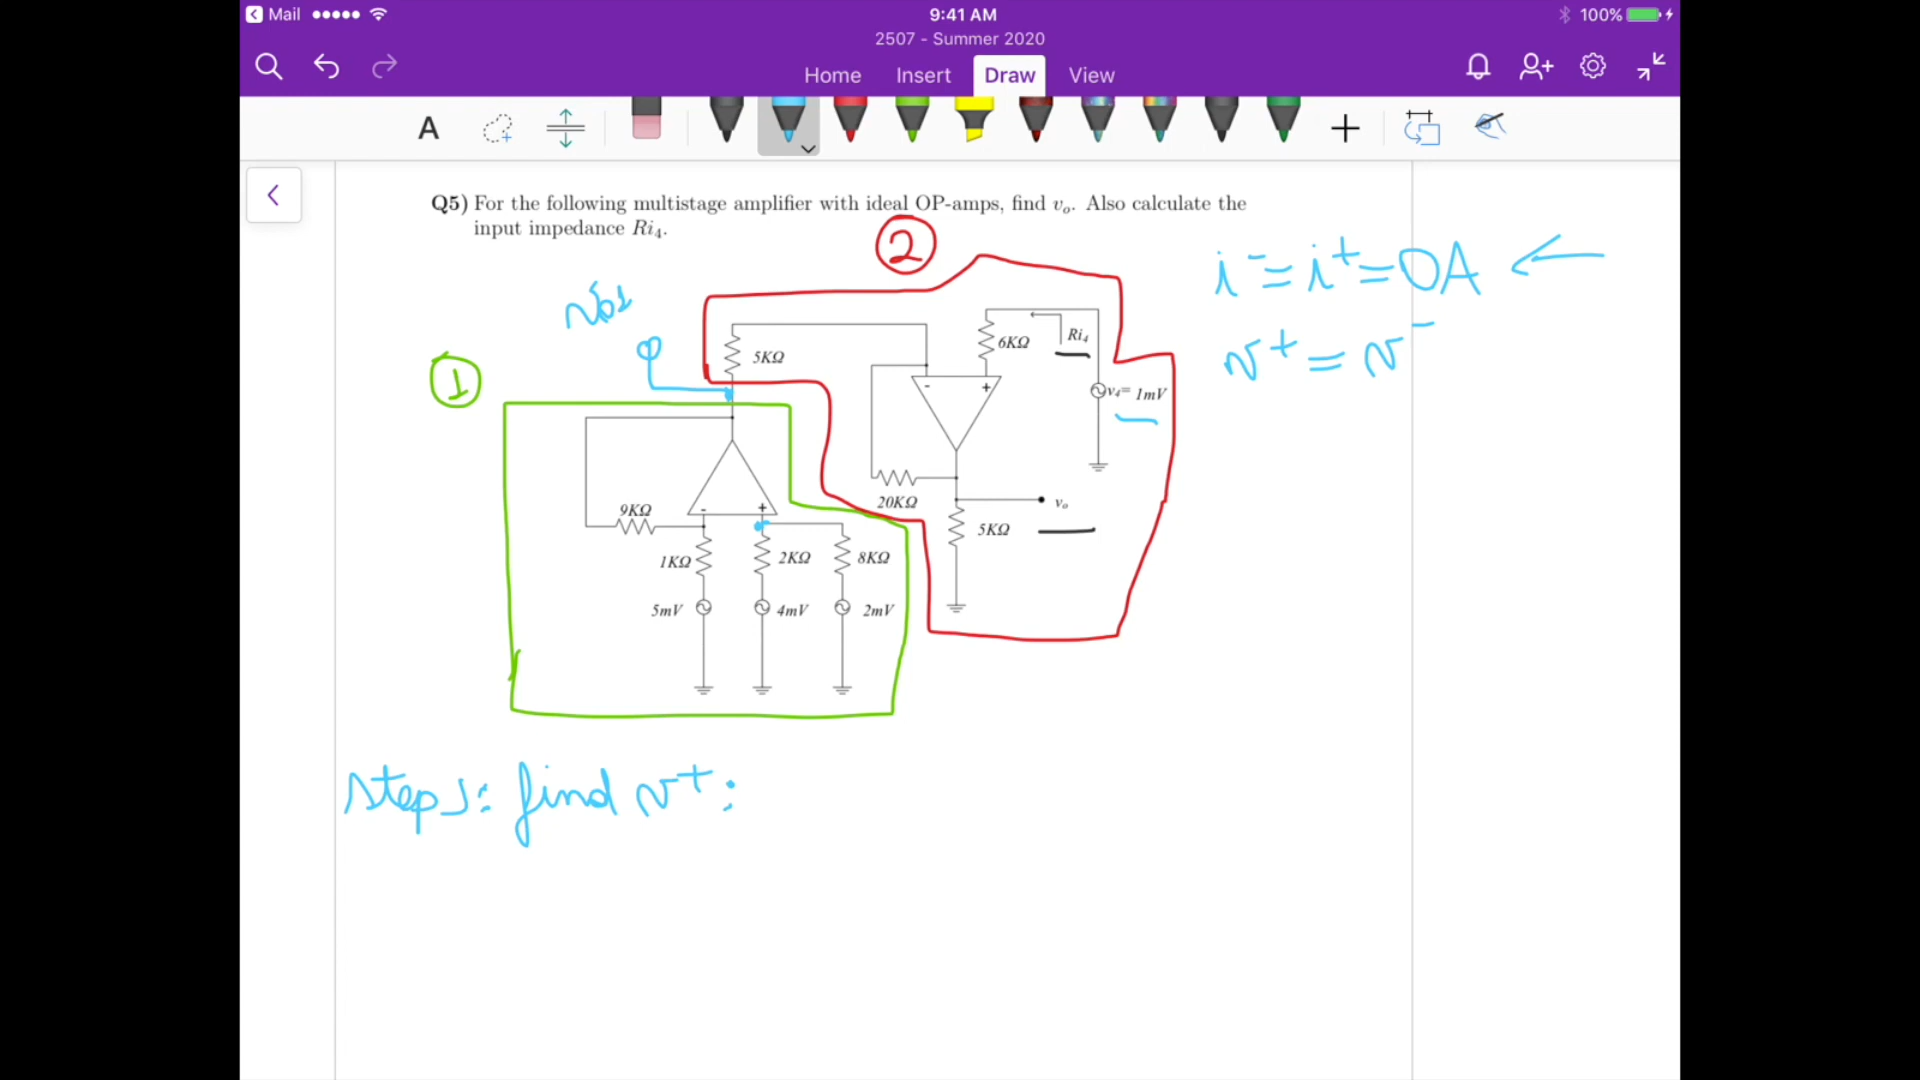 Mail
9:41 AM
100%
2507 - Summer 2020
Home Insert Draw View
A
Q5) For the following multistage amplifier with ideal OP-amps, find vₒ. Also calculate the
input impedance Ri₄.
2
i⁻ = i⁺ = 0A
v⁺ = v⁻
vo1
1
5KΩ
6KΩ
Ri₄
- +
v₄= 1mV
20KΩ
vₒ
5KΩ
9KΩ
- +
1KΩ
2KΩ
8KΩ
5mV
4mV
2mV
Step 1: find v⁺ :